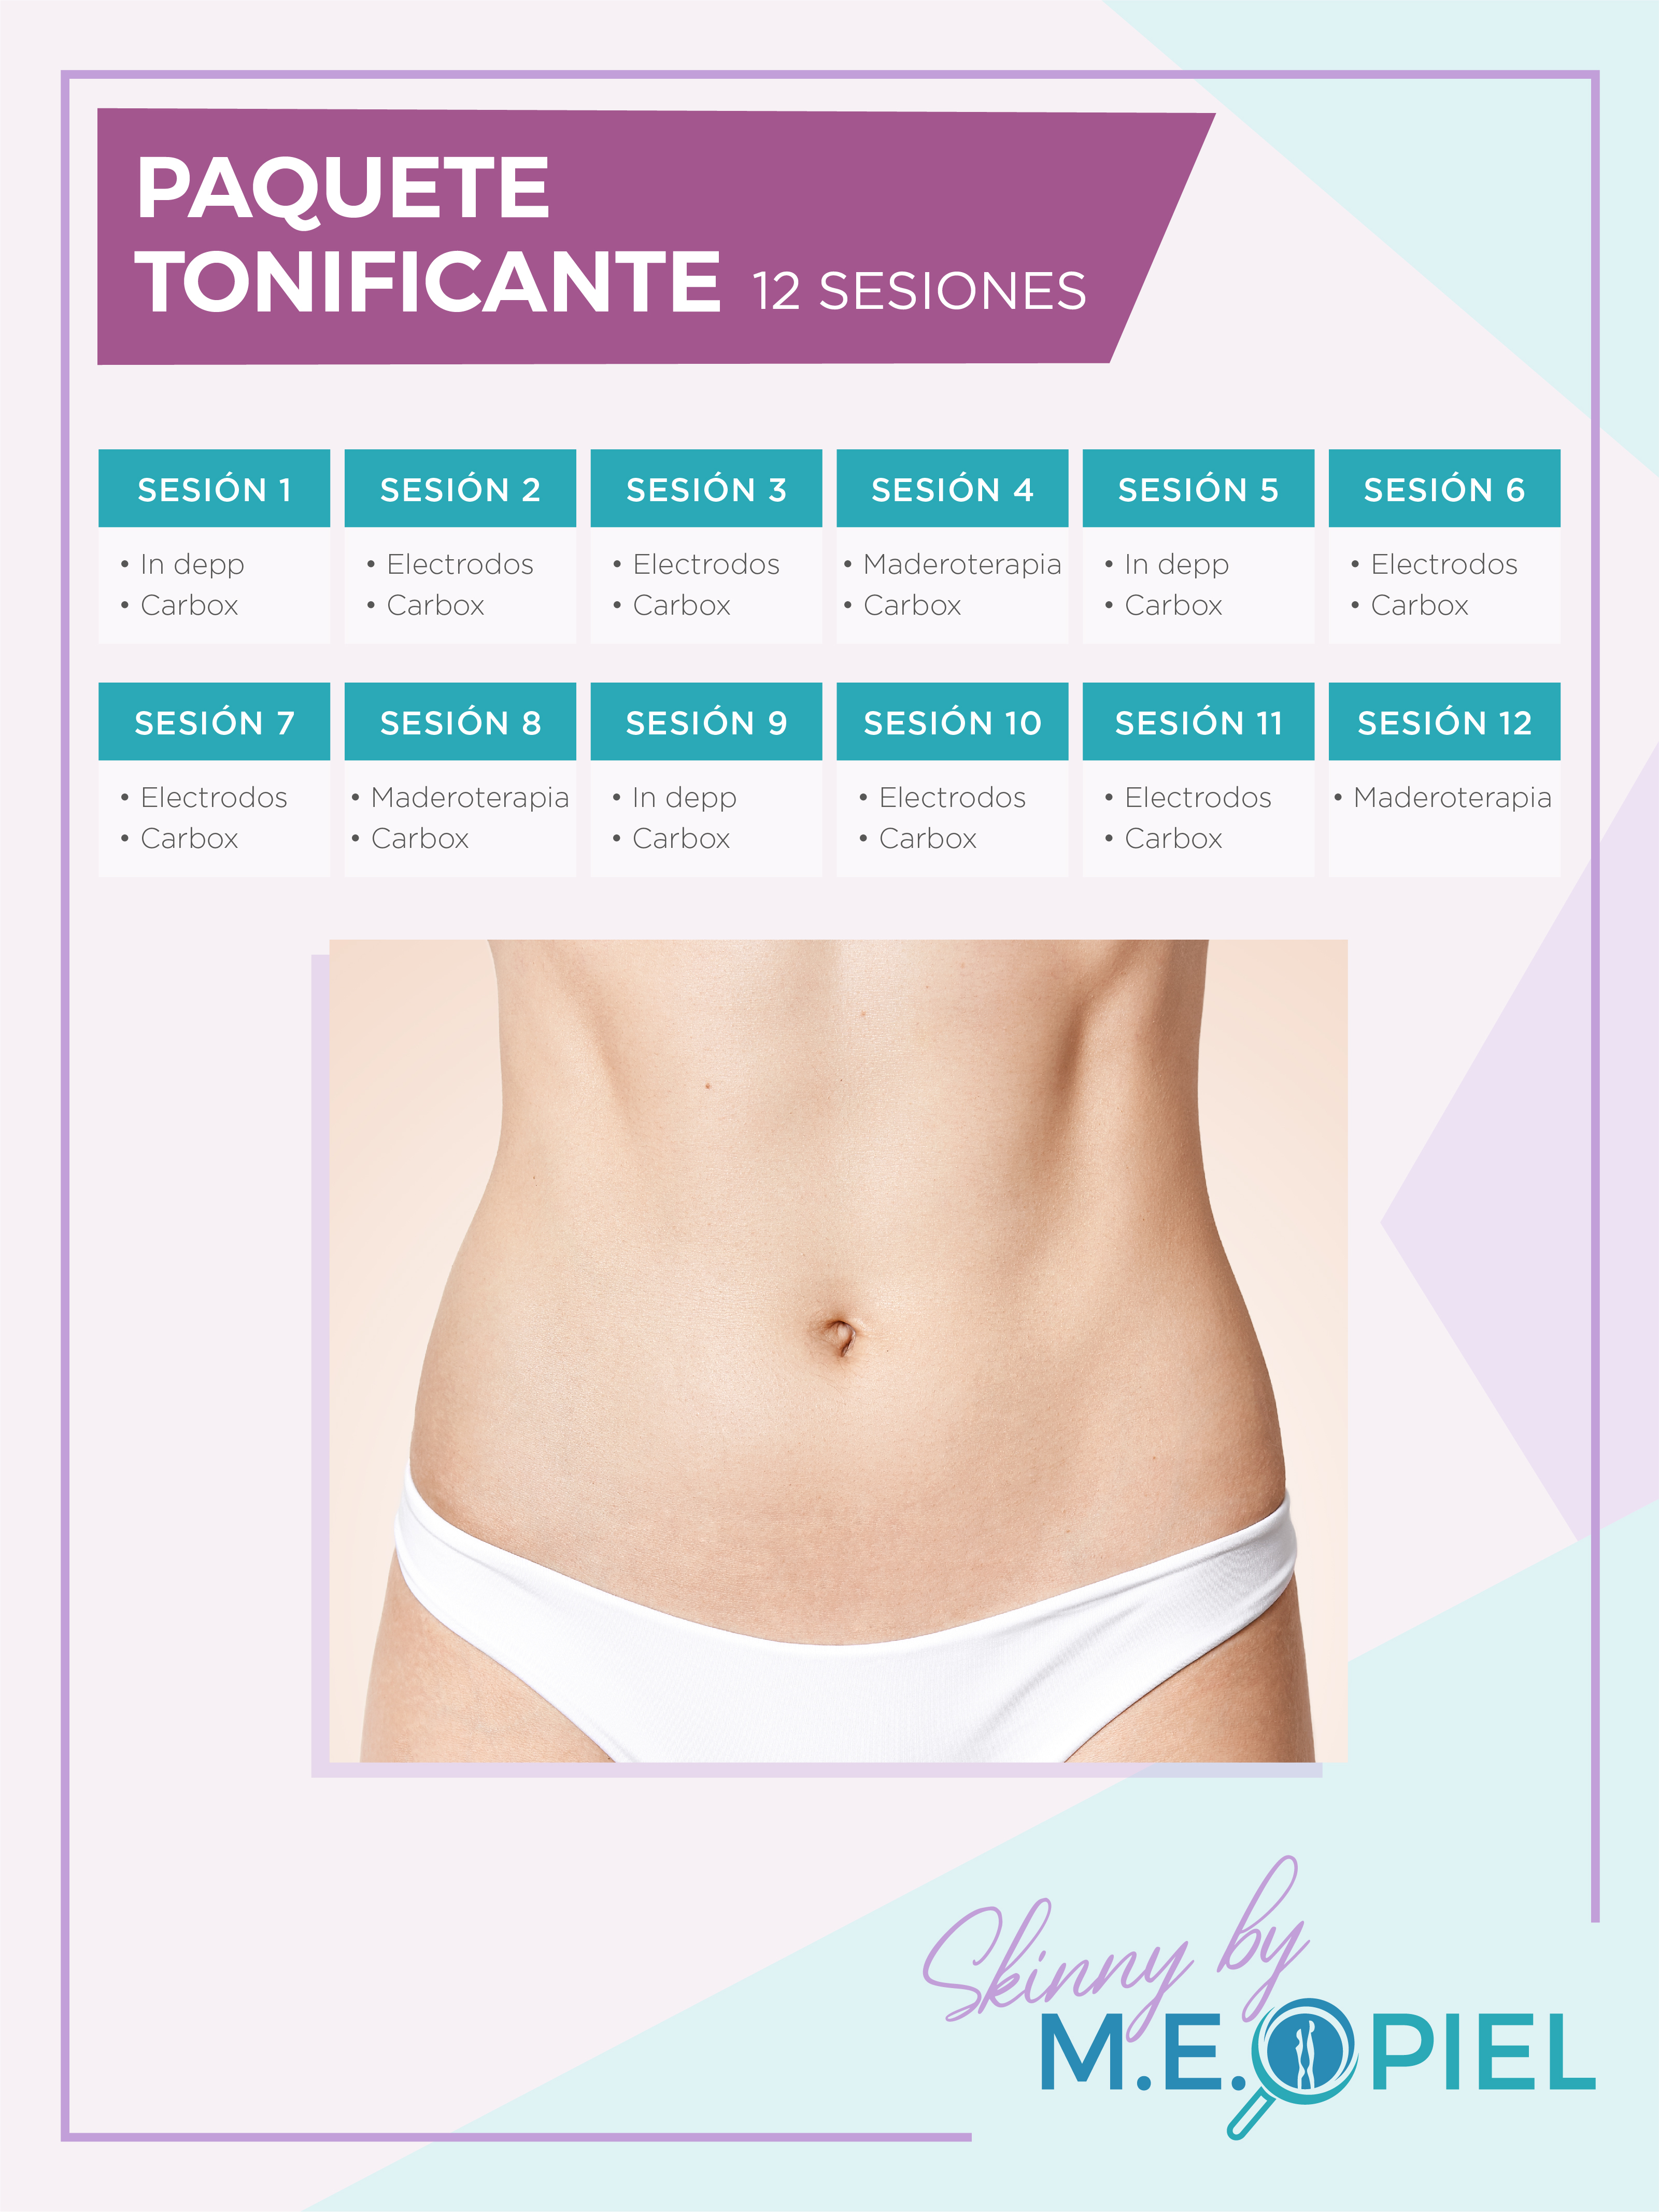 PAQUETE
TONIFICANTE 12 SESIONES
SESIÓN 1
• In depp
• Carbox
SESIÓN 2
• Electrodos
• Carbox
SESIÓN 3
• Electrodos
• Carbox
SESIÓN 4
• Maderoterapia
• Carbox
SESIÓN 5
• In depp
• Carbox
SESIÓN 6
• Electrodos
• Carbox
SESIÓN 7
• Electrodos
• Carbox
SESIÓN 8
• Maderoterapia
• Carbox
SESIÓN 9
• In depp
• Carbox
SESIÓN 10
• Electrodos
• Carbox
SESIÓN 11
• Electrodos
• Carbox
SESIÓN 12
• Maderoterapia
Skinny by
M.E. PIEL